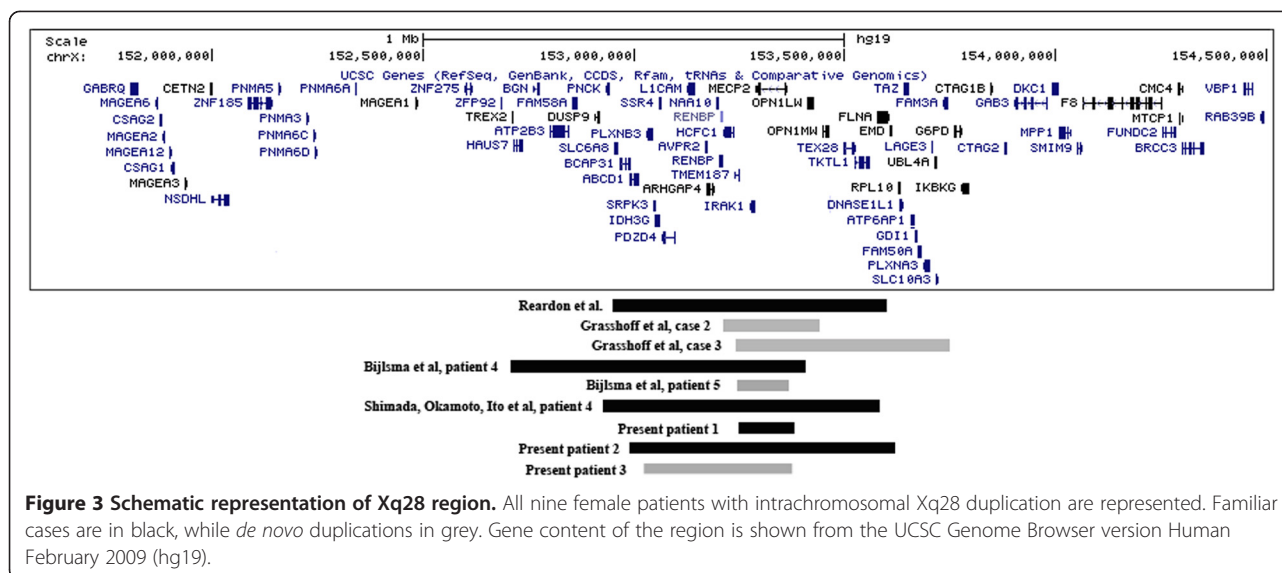 Scale 1 Mb hg19
chrX: 152,000,000 152,500,000 153,000,000 153,500,000 154,000,000 154,500,000
UCSC Genes (RefSeq, GenBank, CCDS, Rfam, tRNAs & Comparative Genomics)
GABRQ CETN2 PNMA5 PNMA6A ZNF275 BGN PNCK L1CAM MECP2 TAZ CTAG1B DKC1 CMC4 VBP1
MAGEA6 ZNF185 MAGEA1 ZFP92 FAM58A SSR4 NAA10 OPN1LW FAM3A GAB3 F8
CSAG2 PNMA3 TREX2 DUSP9 RENBP FLNA MTCP1 RAB39B
MAGEA2 PNMA6C ATP2B3 PLXNB3 HCFC1 OPN1MW EMD G6PD MPP1 FUNDC2
MAGEA12 PNMA6D HAUS7 SLC6A8 AVPR2 TEX28 LAGE3 CTAG2 SMIM9 BRCC3
CSAG1 BCAP31 RENBP TKTL1 UBL4A
MAGEA3 ABCD1 TMEM187
NSDHL ARHGAP4 RPL10 IKBKG
SRPK3 IRAK1 DNASE1L1
IDH3G ATP6AP1
PDZD4 GDI1
FAM50A
PLXNA3
SLC10A3
Reardon et al.
Grasshoff et al, case 2
Grasshoff et al, case 3
Bijlsma et al, patient 4
Bijlsma et al, patient 5
Shimada, Okamoto, Ito et al, patient 4
Present patient 1
Present patient 2
Present patient 3
Figure 3 Schematic representation of Xq28 region. All nine female patients with intrachromosomal Xq28 duplication are represented. Familiar
cases are in black, while de novo duplications in grey. Gene content of the region is shown from the UCSC Genome Browser version Human
February 2009 (hg19).